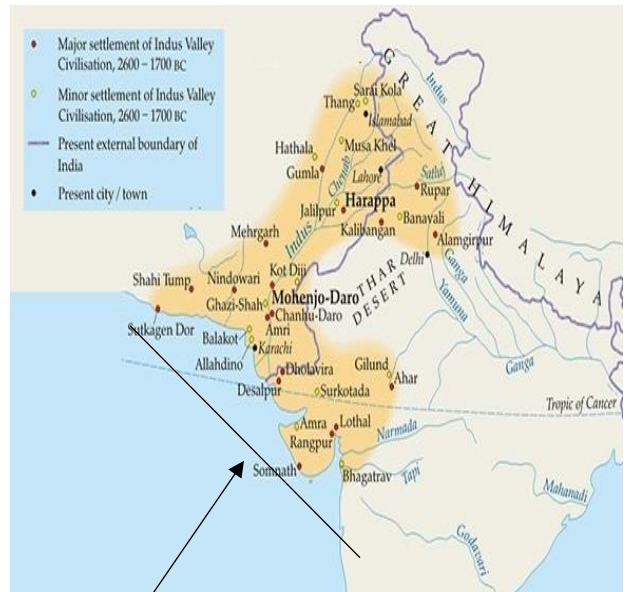 Major settlement of Indus Valley
Civilisation, 2600 – 1700 BC
Minor settlement of Indus Valley
Civilisation, 2600 – 1700 BC
Present external boundary of
India
Present city / town
GREAT HIMALAYA
Indus
Sarai Kola
Thang
Islamabad
Musa Khel
Hathala
Gumla
Chenab
Lahore
Rupar
Jalilpur
Harappa
Banavali
Kalibangan
Alamgirpur
Mehrgarh
Indus
Delhi
Ganga
Yamuna
Kot Diji
THAR
DESERT
Shahi Tump
Nindowari
Mohenjo-Daro
Ghazi-Shah
Chanhu-Daro
Sutkagen Dor
Amri
Balakot
Karachi
Allahdino
Gilund
Ganga
Dholavira
Ahar
Desalpur
Surkotada
Tropic of Cancer
Amra
Lothal
Narmada
Rangpur
Somnath
Bhagatrav
Tapi
Mahanadi
Godavari